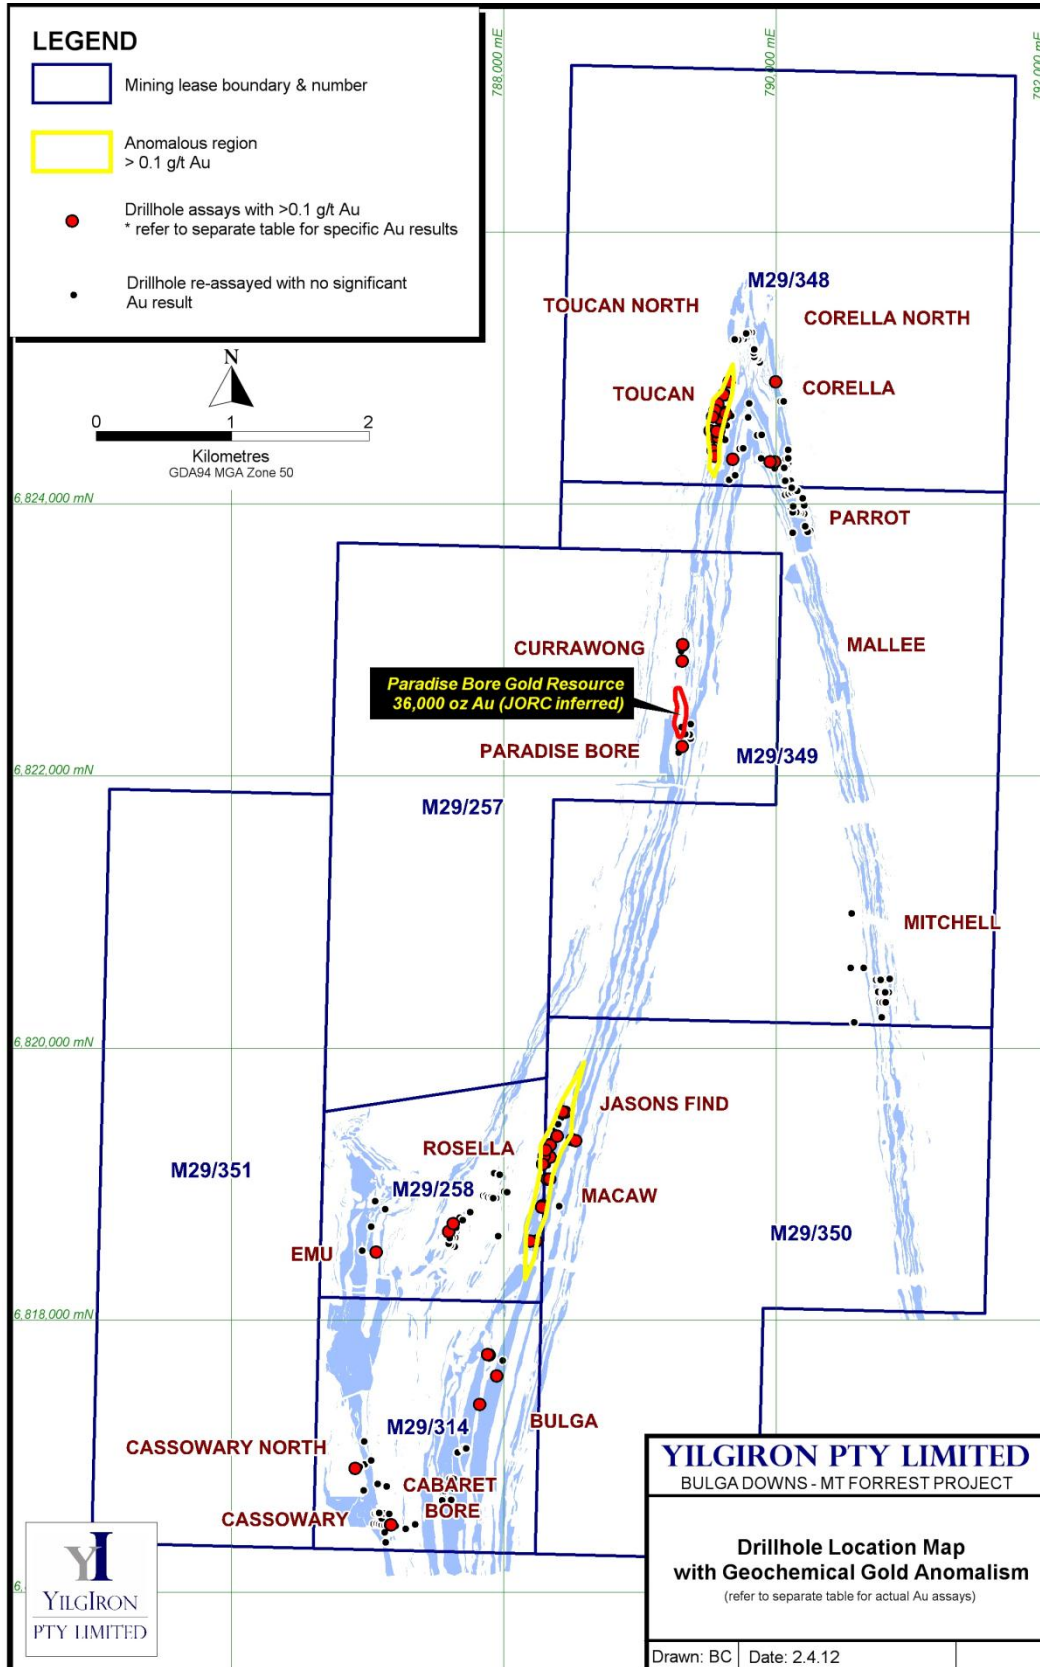 LEGEND
Mining lease boundary & number
Anomalous region
> 0.1 g/t Au
Drillhole assays with >0.1 g/t Au
* refer to separate table for specific Au results
Drillhole re-assayed with no significant
Au result
788,000 mE
790,000 mE
792,000 mE
N
0 1 2
Kilometres
GDA94 MGA Zone 50
M29/348
TOUCAN NORTH
CORELLA NORTH
TOUCAN
CORELLA
6,824,000 mN
PARROT
CURRAWONG
MALLEE
Paradise Bore Gold Resource
36,000 oz Au (JORC inferred)
PARADISE BORE
M29/349
6,822,000 mN
M29/257
MITCHELL
6,820,000 mN
JASONS FIND
ROSELLA
M29/351
M29/258
MACAW
EMU
M29/350
6,818,000 mN
BULGA
M29/314
CASSOWARY NORTH
CABARET
BORE
CASSOWARY
YILGIRON PTY LIMITED
BULGA DOWNS - MT FORREST PROJECT
Drillhole Location Map
with Geochemical Gold Anomalism
(refer to separate table for actual Au assays)
Drawn: BC Date: 2.4.12
YI
YILGIRON
PTY LIMITED